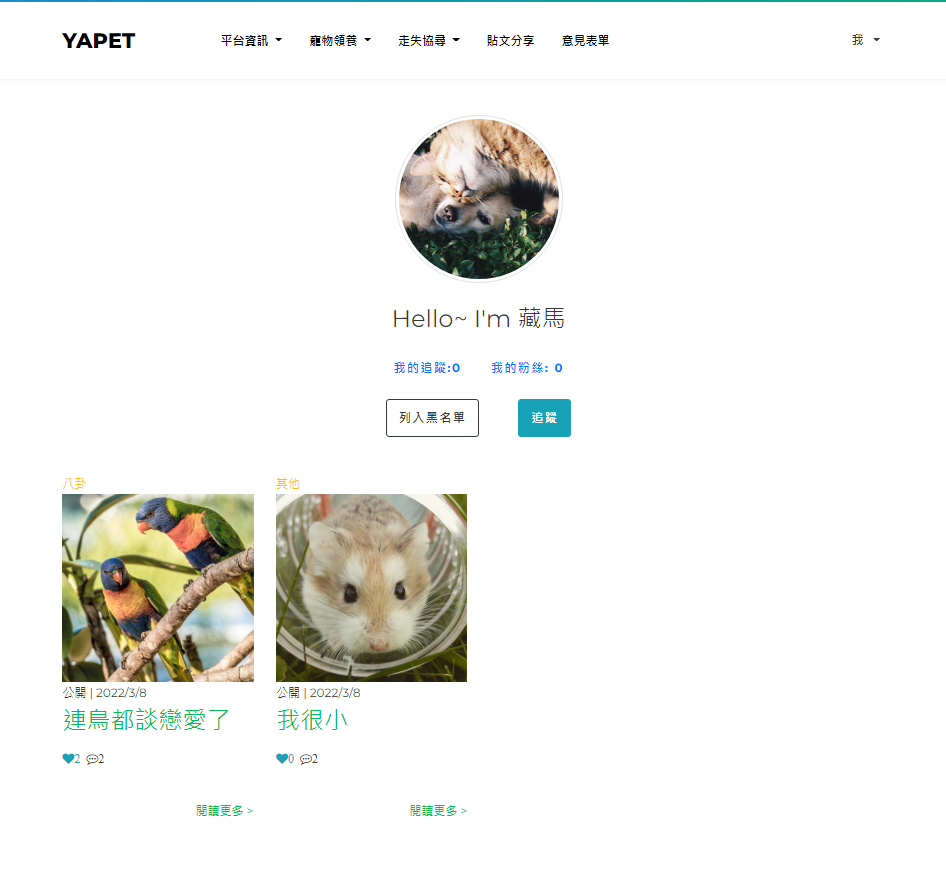 YAPET 平台資訊 寵物領養 走失協尋 貼文分享 意見表單 我
Hello~ I'm 藏馬
我的追蹤:0 我的粉絲: 0
列入黑名單 追蹤
八卦 其他
公開 | 2022/3/8 公開 | 2022/3/8
連鳥都談戀愛了 我很小
2 2 0 2
閱讀更多 > 閱讀更多 >